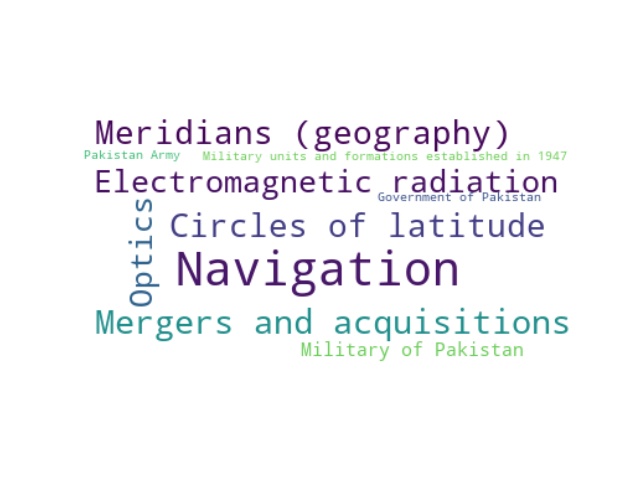 Meridians (geography)
Pakistan Army
Military units and formations established in 1947
Electromagnetic radiation
Government of Pakistan
Optics
Circles of latitude
Navigation
Mergers and acquisitions
Military of Pakistan